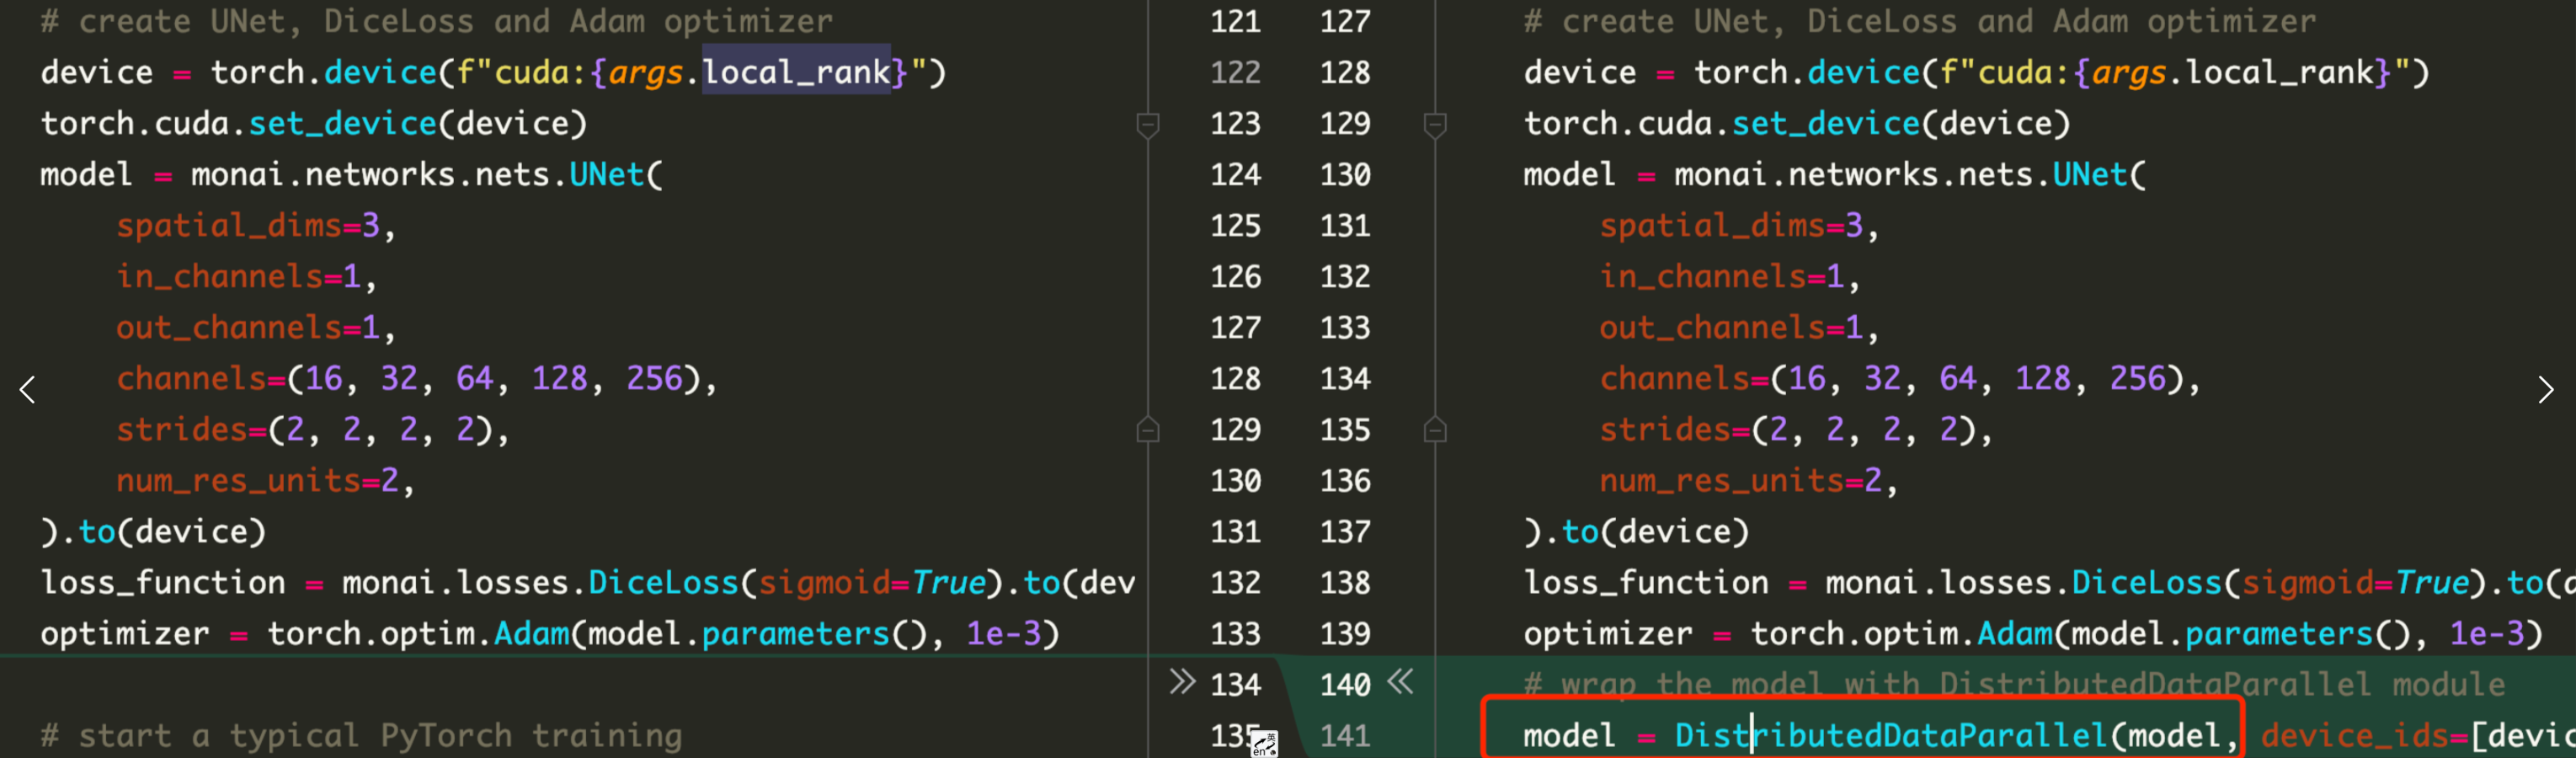 # create UNet, DiceLoss and Adam optimizer
device = torch.device(f"cuda:{args.local_rank}")
torch.cuda.set_device(device)
model = monai.networks.nets.UNet(
spatial_dims=3,
in_channels=1,
out_channels=1,
channels=(16, 32, 64, 128, 256),
strides=(2, 2, 2, 2),
num_res_units=2,
).to(device)
loss_function = monai.losses.DiceLoss(sigmoid=True).to(dev
optimizer = torch.optim.Adam(model.parameters(), 1e-3)
# start a typical PyTorch training
121 127
122 128
123 129
124 130
125 131
126 132
127 133
128 134
129 135
130 136
131 137
132 138
133 139
134 140
135 141
英
en
# create UNet, DiceLoss and Adam optimizer
device = torch.device(f"cuda:{args.local_rank}")
torch.cuda.set_device(device)
model = monai.networks.nets.UNet(
spatial_dims=3,
in_channels=1,
out_channels=1,
channels=(16, 32, 64, 128, 256),
strides=(2, 2, 2, 2),
num_res_units=2,
).to(device)
loss_function = monai.losses.DiceLoss(sigmoid=True).to(d
optimizer = torch.optim.Adam(model.parameters(), 1e-3)
# wrap the model with DistributedDataParallel module
model = DistributedDataParallel(model, device_ids=[devic